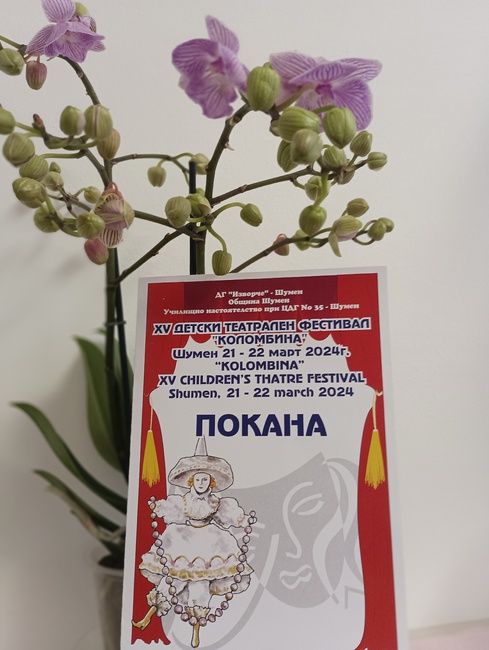 ДГ "Изворче" - Шумен
Община Шумен
Училищно настоятелство при ЦДГ No 35 - Шумен
XV ДЕТСКИ ТЕАТРАЛЕН ФЕСТИВАЛ
"КОЛОМБИНА"
Шумен 21 - 22 март 2024г.
"KOLOMBINA"
XV CHILDREN'S THATRE FESTIVAL
Shumen, 21 - 22 march 2024
ПОКАНА